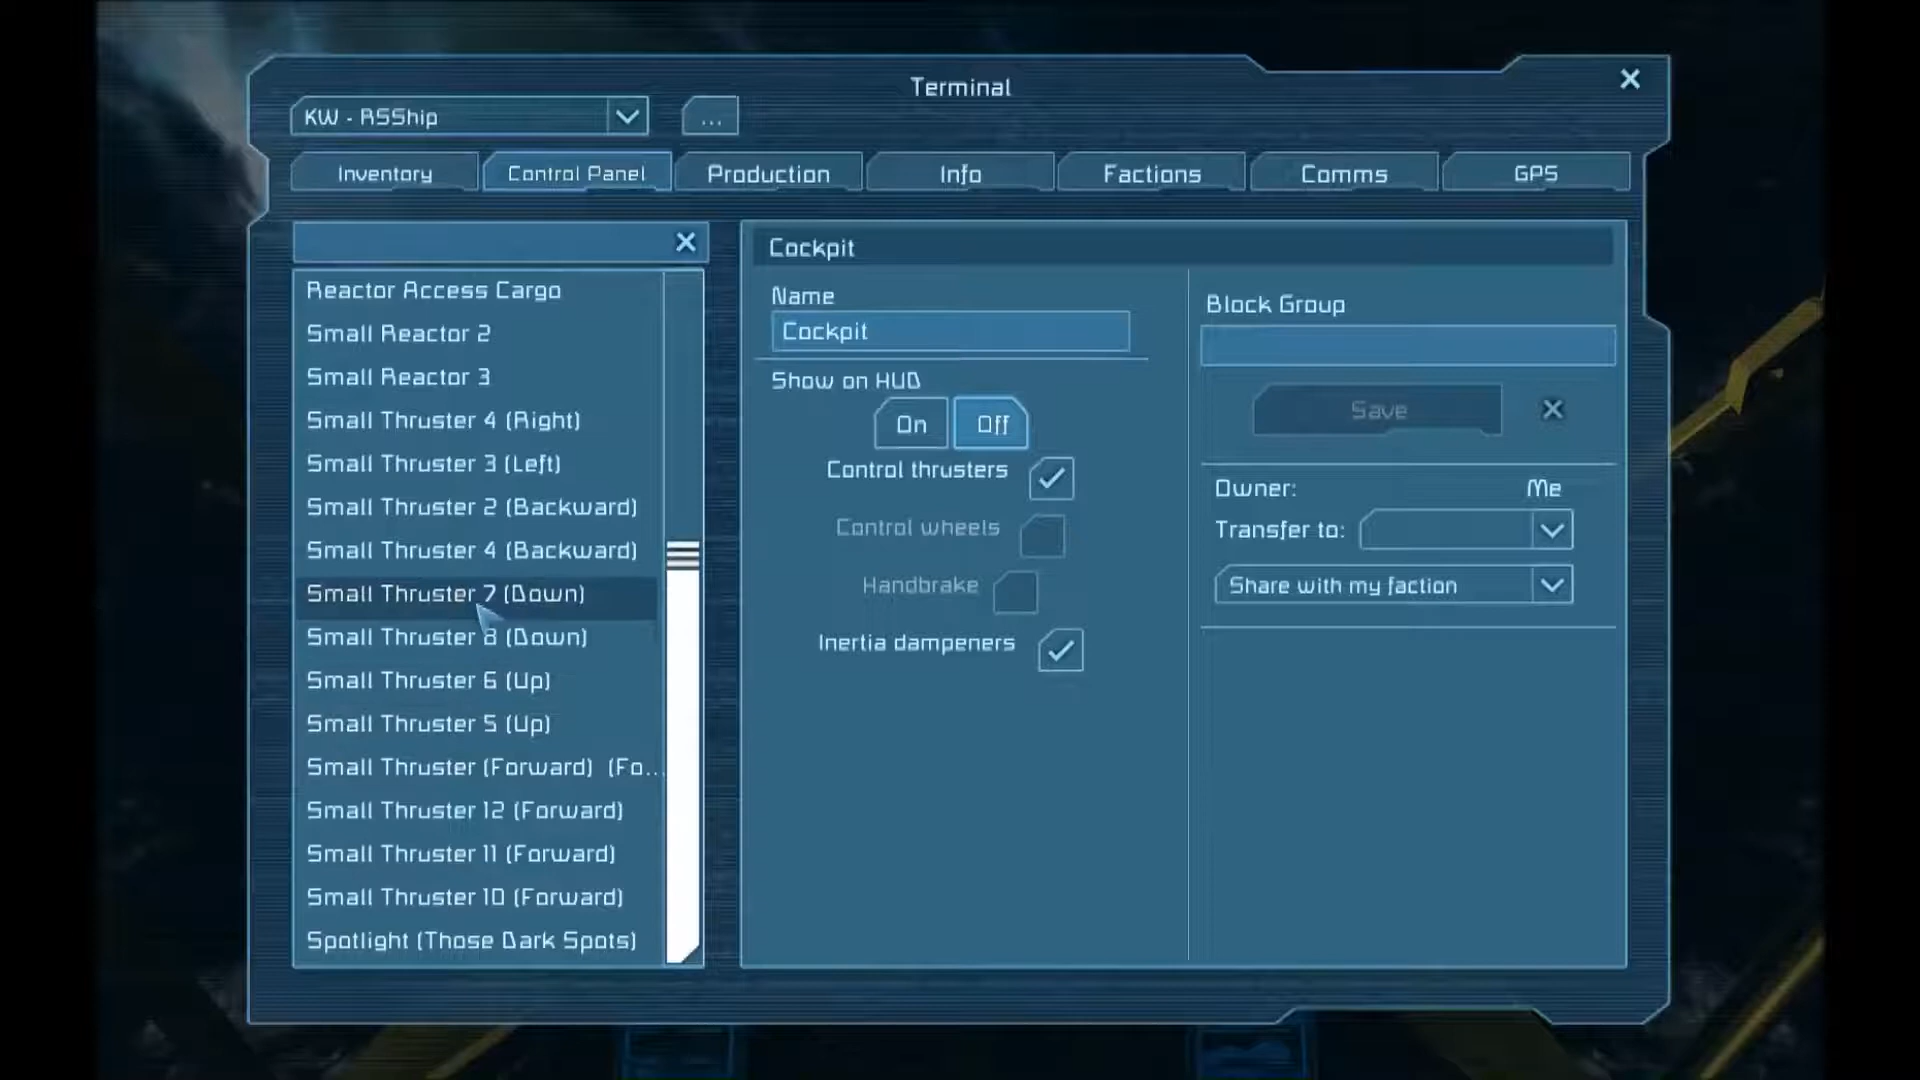 Terminal
KW - RSShip
...
Inventory
Control Panel
Production
Info
Factions
Comms
GPS
Reactor Access Cargo
Small Reactor 2
Small Reactor 3
Small Thruster 4 (Right)
Small Thruster 3 (Left)
Small Thruster 2 (Backward)
Small Thruster 4 (Backward)
Small Thruster 7 (Down)
Small Thruster 8 (Down)
Small Thruster 6 (Up)
Small Thruster 5 (Up)
Small Thruster (Forward) (Fo...
Small Thruster 12 (Forward)
Small Thruster 11 (Forward)
Small Thruster 10 (Forward)
Spotlight (Those Dark Spots)
Cockpit
Name
Cockpit
Show on HUD
On
Off
Control thrusters
Control wheels
Handbrake
Inertia dampeners
Block Group
Save
Owner: Me
Transfer to:
Share with my faction